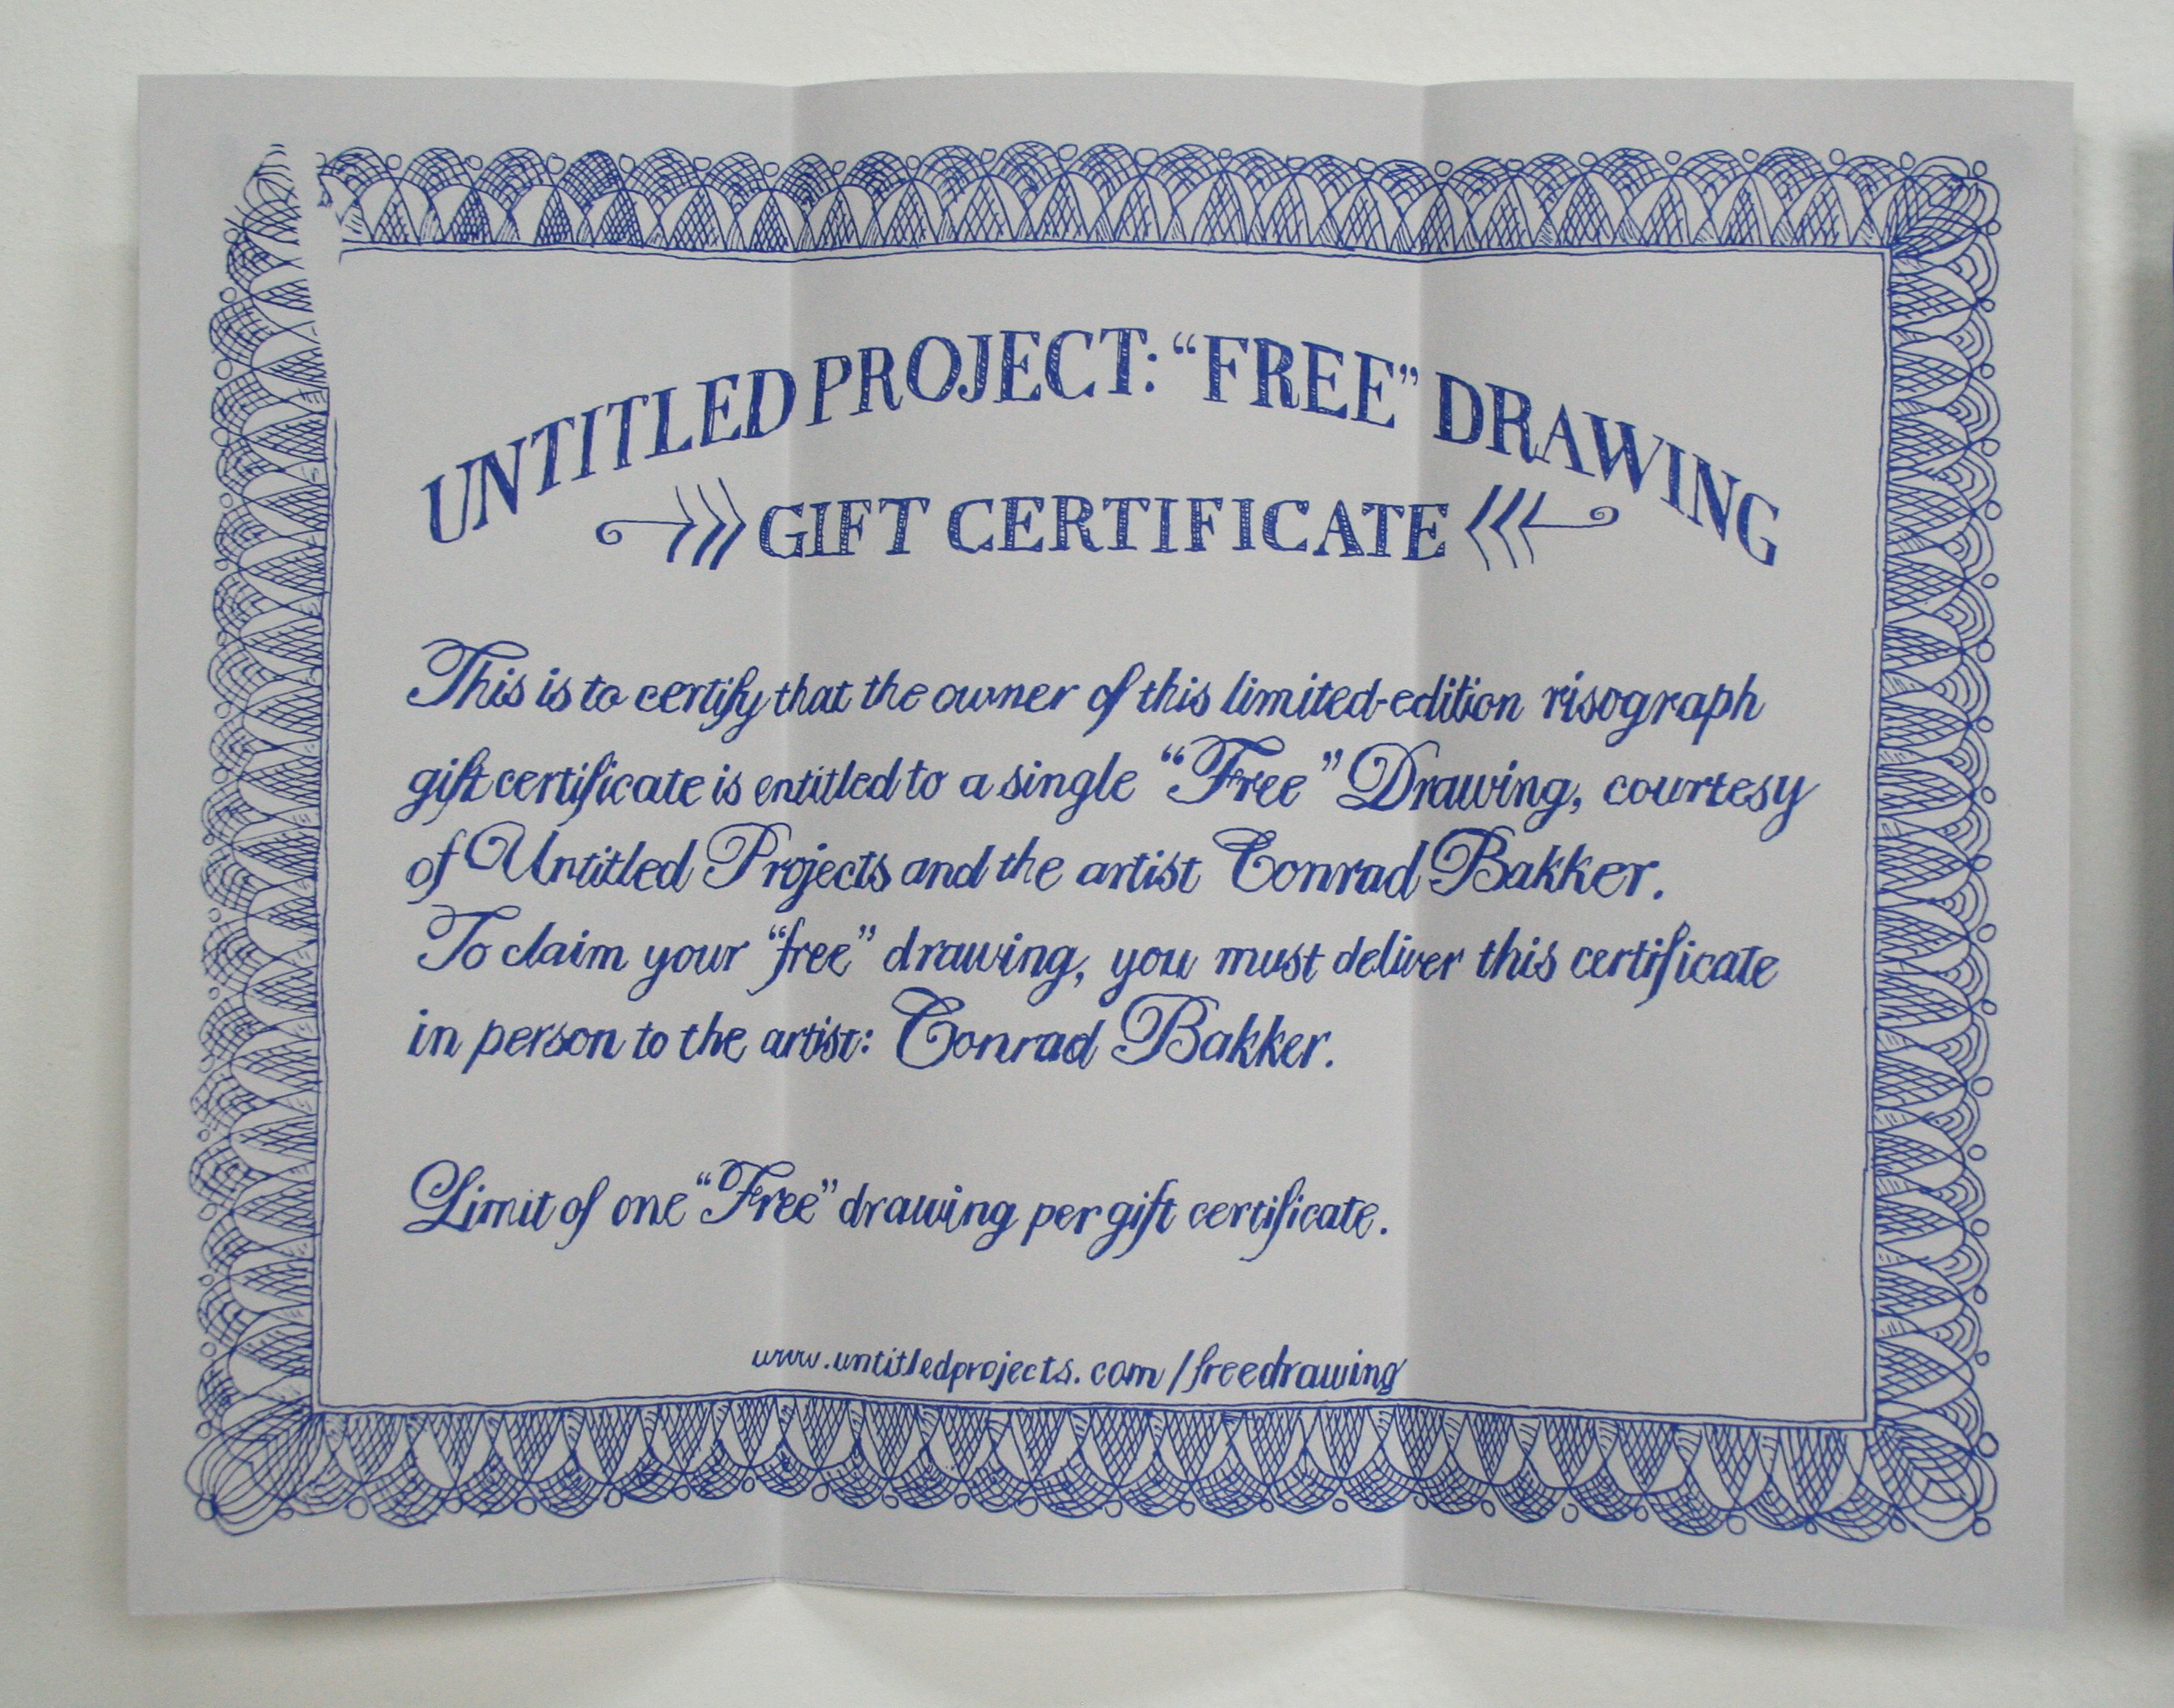 UNTITLED PROJECT: “FREE” DRAWING
GIFT CERTIFICATE
This is to certify that the owner of this limited-edition risograph
gift certificate is entitled to a single “Free” Drawing, courtesy
of Untitled Projects and the artist Conrad Bakker.
To claim your “free” drawing, you must deliver this certificate
in person to the artist: Conrad Bakker.
Limit of one “Free” drawing per gift certificate.
www.untitledprojects.com/freedrawing